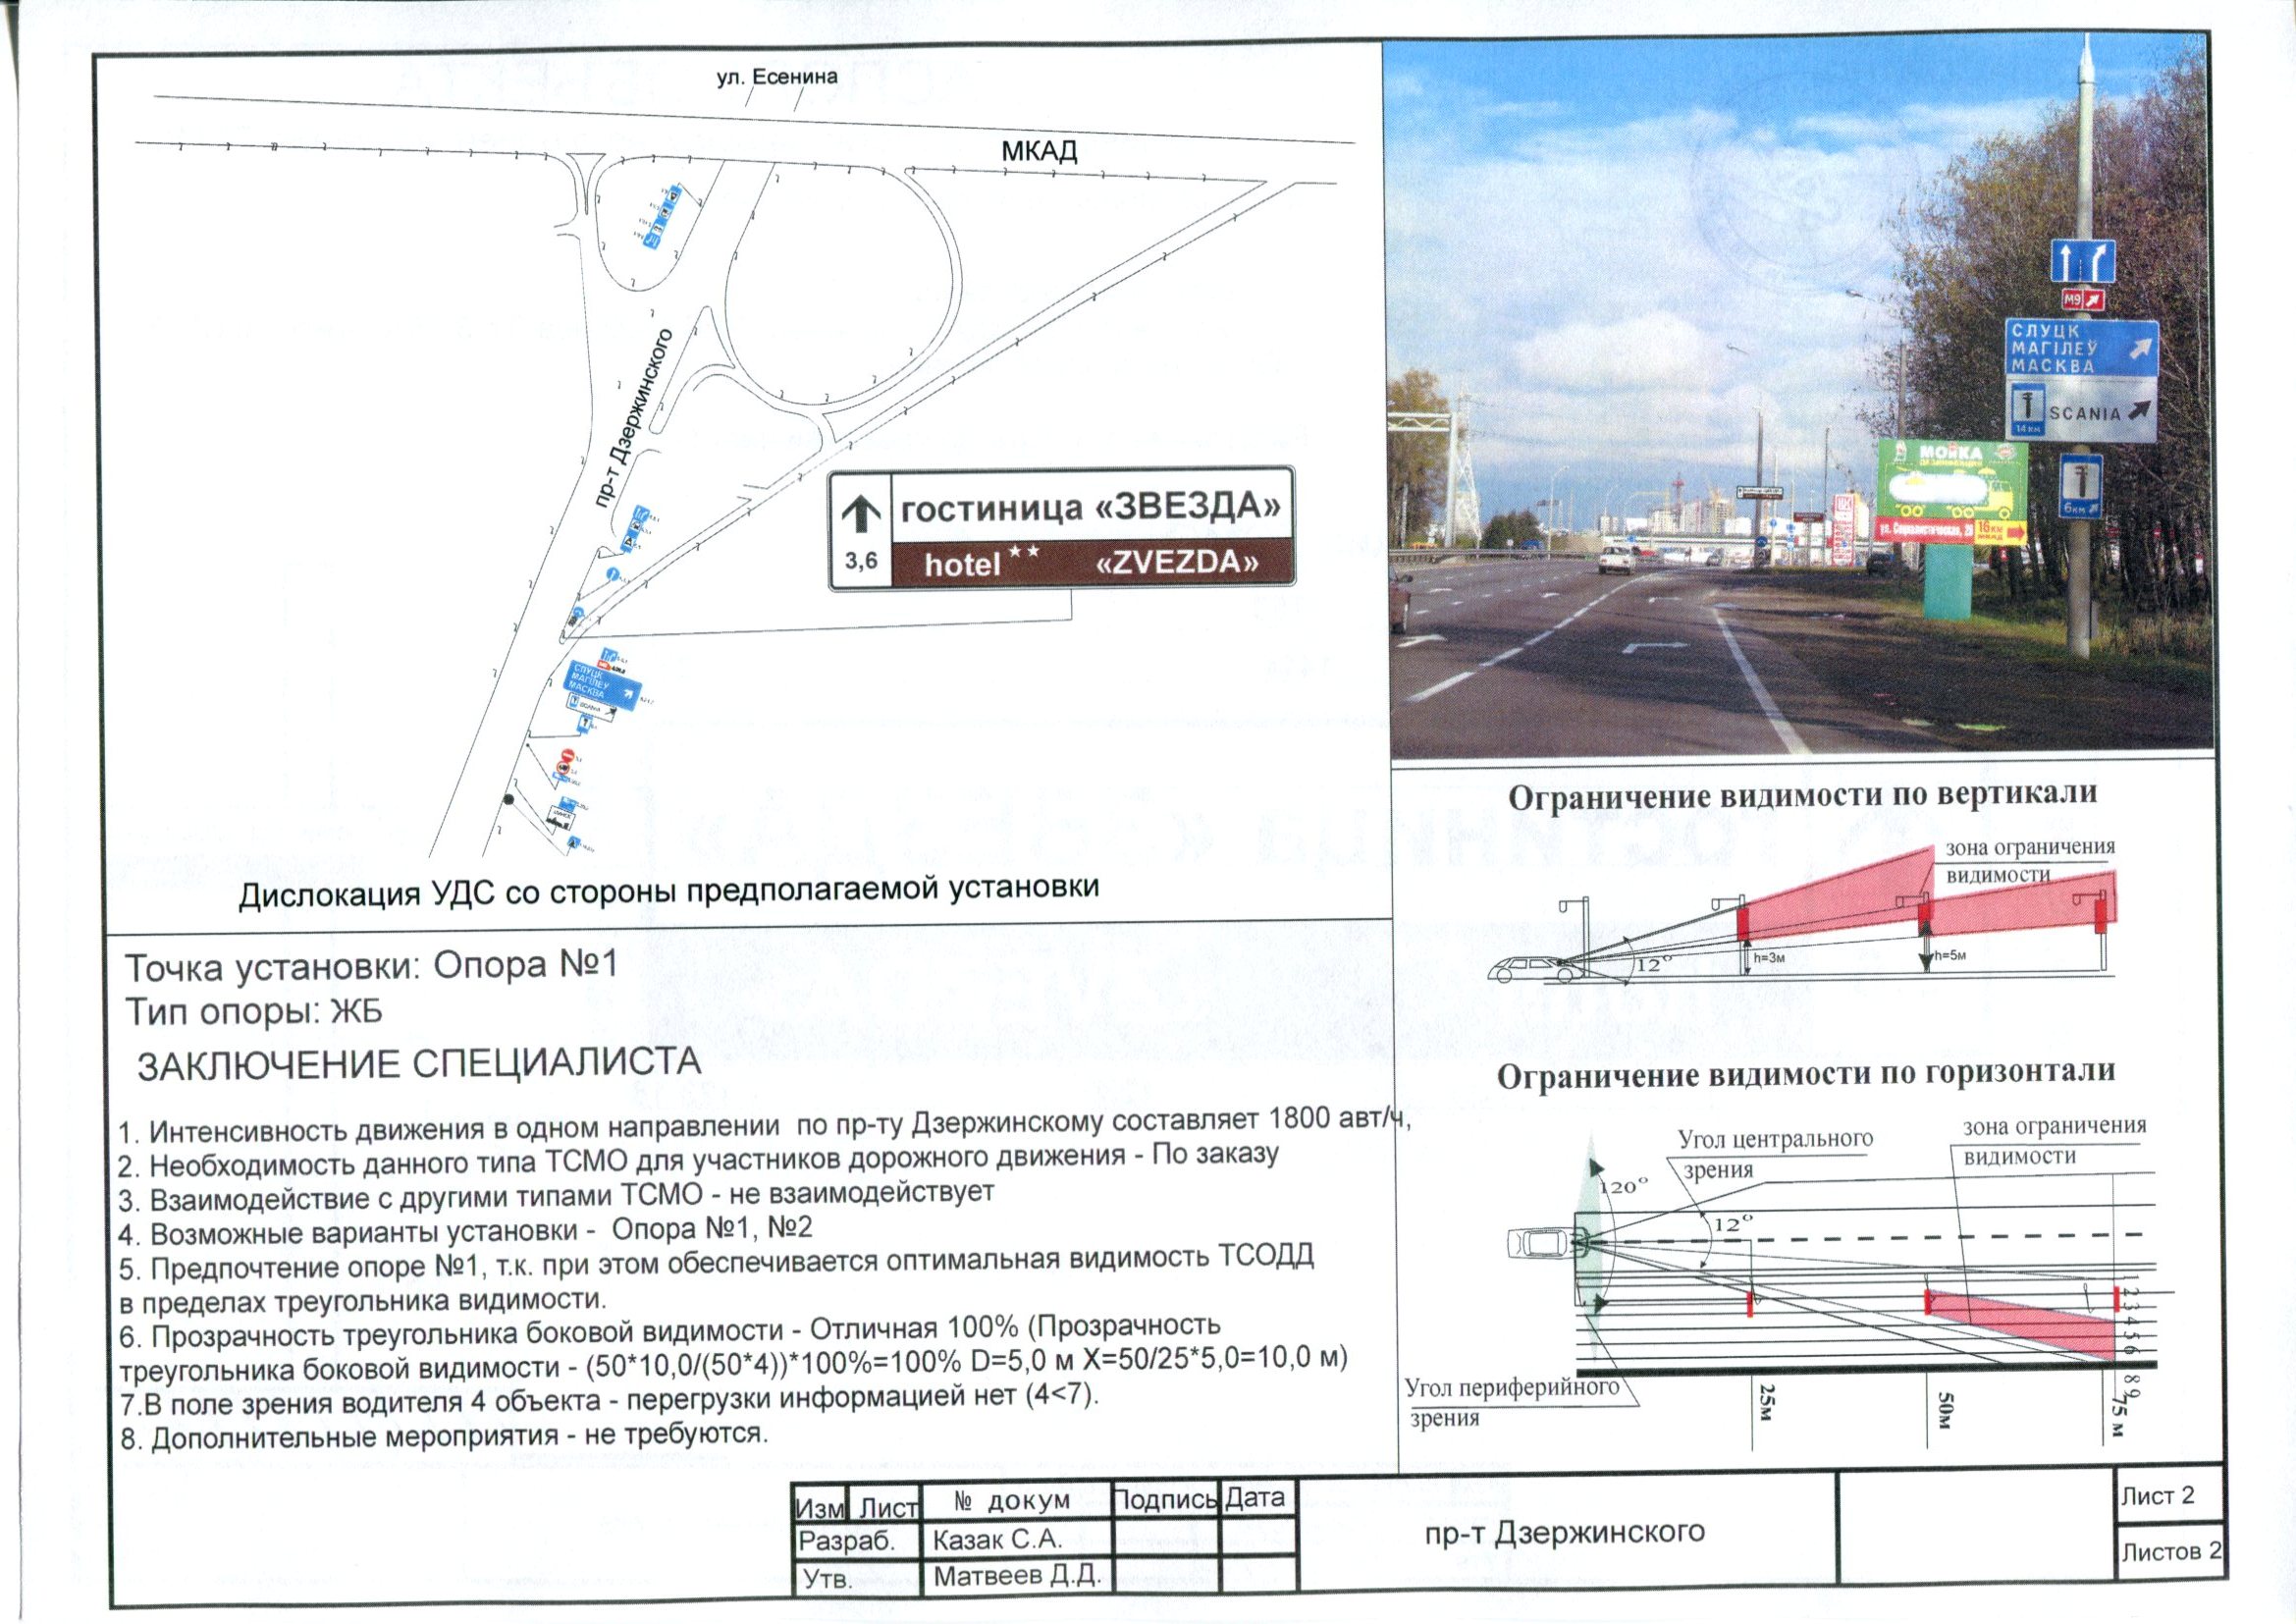 ул. Есенина
МКАД
пр-т Дзержинского
гостиница «ЗВЕЗДА»
3,6
hotel ** «ZVEZDA»
СЛУЦК
МАГІЛЕЎ
МАСКВА
SCANIA
Дислокация УДС со стороны предполагаемой установки
M9
СЛУЦК
МАГІЛЕЎ
МАСКВА
14 км
SCANIA
МОЙКА
ул. Социалистическая, 26
16км
МКАД
6км
Точка установки: Опора №1
Тип опоры: ЖБ
ЗАКЛЮЧЕНИЕ СПЕЦИАЛИСТА
1. Интенсивность движения в одном направлении по пр-ту Дзержинскому составляет 1800 авт/ч,
2. Необходимость данного типа ТСМО для участников дорожного движения - По заказу
3. Взаимодействие с другими типами ТСМО - не взаимодействует
4. Возможные варианты установки - Опора №1, №2
5. Предпочтение опоре №1, т.к. при этом обеспечивается оптимальная видимость ТСОДД
в пределах треугольника видимости.
6. Прозрачность треугольника боковой видимости - Отличная 100% (Прозрачность
треугольника боковой видимости - (50*10,0/(50*4))*100%=100% D=5,0 м X=50/25*5,0=10,0 м)
7.В поле зрения водителя 4 объекта - перегрузки информацией нет (4<7).
8. Дополнительные мероприятия - не требуются.
Ограничение видимости по вертикали
зона ограничения
видимости
12°
h=3м
h=5м
Ограничение видимости по горизонтали
Угол центрального
зрения
зона ограничения
видимости
120°
12°
1 2 3 4 5 6 8 9
Угол периферийного
зрения
25м
50м
75 м
Изм Лист № докум Подпись Дата
Разраб. Казак С.А.
Утв. Матвеев Д.Д.
пр-т Дзержинского
Лист 2
Листов 2